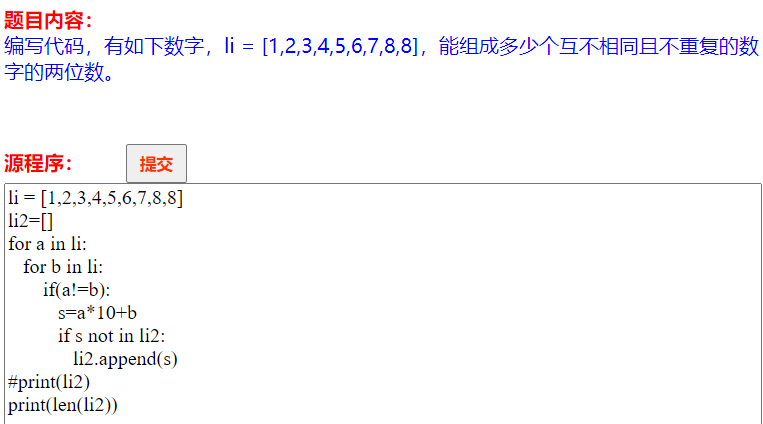 题目内容：
编写代码，有如下数字，li = [1,2,3,4,5,6,7,8,8]，能组成多少个互不相同且不重复的数
字的两位数。
源程序： 提交
li = [1,2,3,4,5,6,7,8,8]
li2=[]
for a in li:
   for b in li:
       if(a!=b):
          s=a*10+b
          if s not in li2:
             li2.append(s)
#print(li2)
print(len(li2))